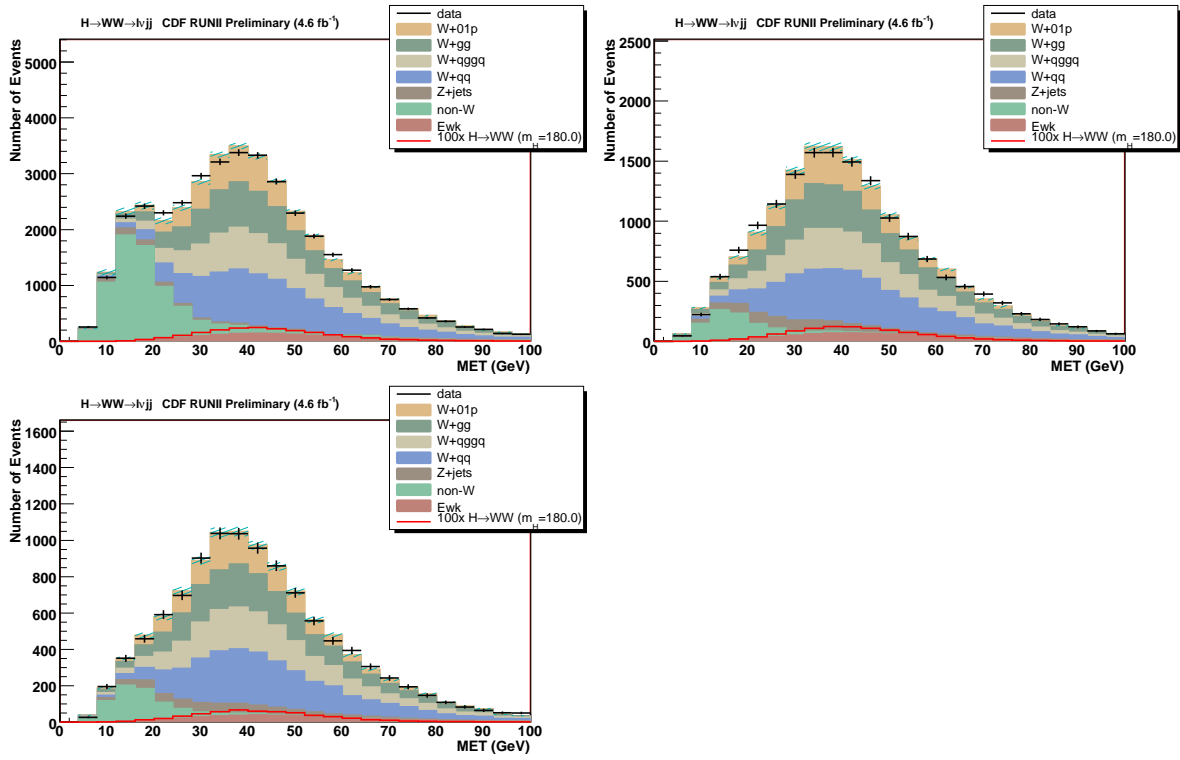 H→WW→lνjj CDF RUNII Preliminary (4.6 fb⁻¹)
data
W+01p
W+gg
W+qggq
W+qq
Z+jets
non-W
Ewk
100x H→WW (m_H=180.0)
Number of Events
5000
4000
3000
2000
1000
0
0 10 20 30 40 50 60 70 80 90 100
MET (GeV)
H→WW→lνjj CDF RUNII Preliminary (4.6 fb⁻¹)
data
W+01p
W+gg
W+qggq
W+qq
Z+jets
non-W
Ewk
100x H→WW (m_H=180.0)
Number of Events
2500
2000
1500
1000
500
0
0 10 20 30 40 50 60 70 80 90 100
MET (GeV)
H→WW→lνjj CDF RUNII Preliminary (4.6 fb⁻¹)
data
W+01p
W+gg
W+qggq
W+qq
Z+jets
non-W
Ewk
100x H→WW (m_H=180.0)
Number of Events
1600
1400
1200
1000
800
600
400
200
0
0 10 20 30 40 50 60 70 80 90 100
MET (GeV)